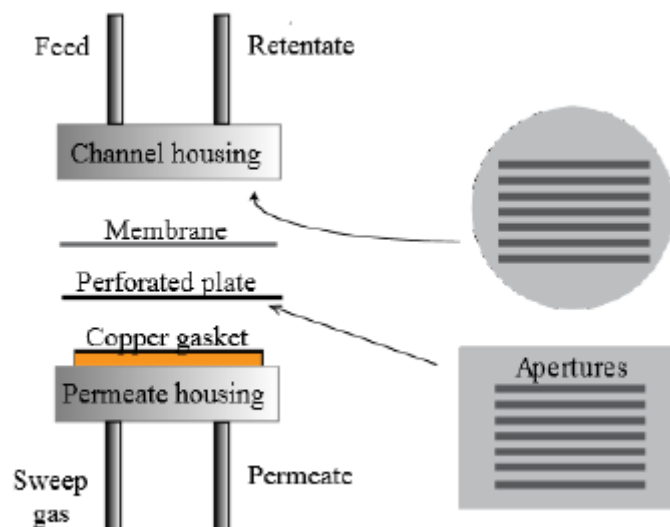 Feed
Retentate
Channel housing
Membrane
Perforated plate
Copper gasket
Permeate housing
Sweep
gas
Permeate
Apertures